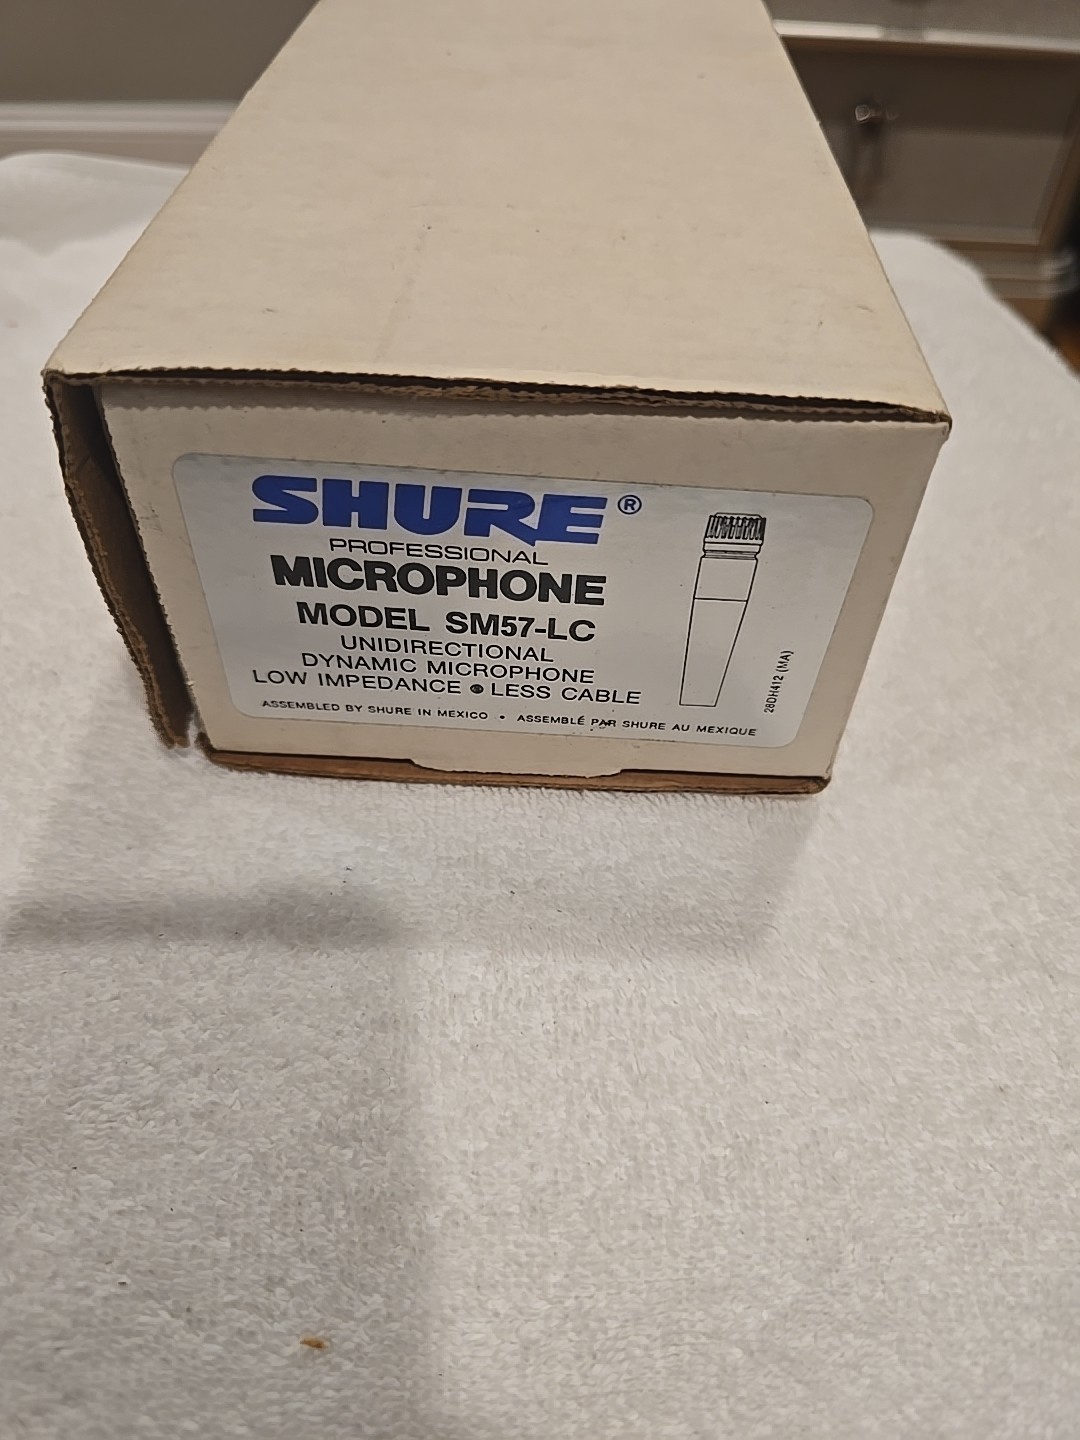 SHURE®
PROFESSIONAL
MICROPHONE
MODEL SM57-LC
UNIDIRECTIONAL
DYNAMIC MICROPHONE
LOW IMPEDANCE • LESS CABLE
ASSEMBLED BY SHURE IN MEXICO • ASSEMBLÉ PAR SHURE AU MEXIQUE
28DH412 (MA)